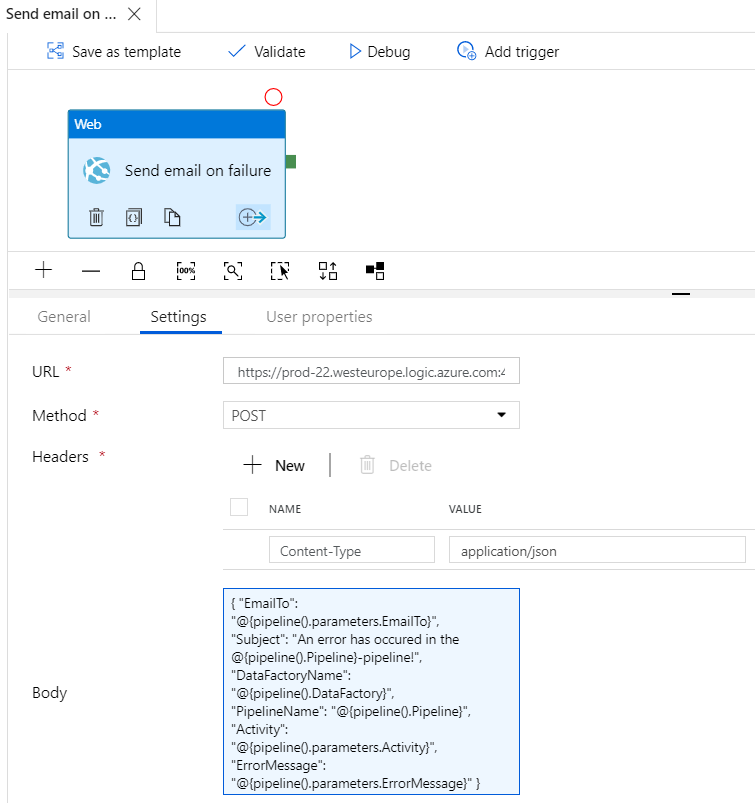 Send email on ...
Save as template
Validate
Debug
Add trigger
Web
Send email on failure
100%
General
Settings
User properties
URL *
https://prod-22.westeurope.logic.azure.com:4
Method *
POST
Headers *
New
Delete
NAME
VALUE
Content-Type
application/json
Body
{ "EmailTo":
"@{pipeline().parameters.EmailTo}",
"Subject": "An error has occured in the
@{pipeline().Pipeline}-pipeline!",
"DataFactoryName":
"@{pipeline().DataFactory}",
"PipelineName": "@{pipeline().Pipeline}",
"Activity":
"@{pipeline().parameters.Activity}",
"ErrorMessage":
"@{pipeline().parameters.ErrorMessage}" }